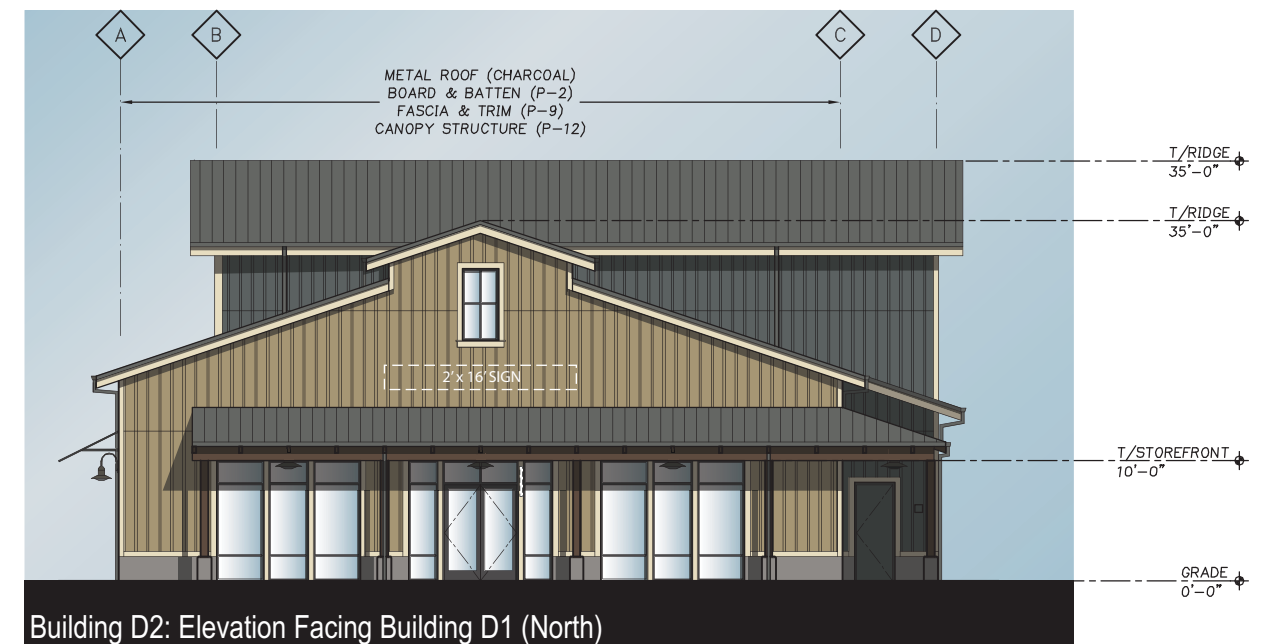 A
B
C
D
METAL ROOF (CHARCOAL)
BOARD & BATTEN (P-2)
FASCIA & TRIM (P-9)
CANOPY STRUCTURE (P-12)
T/RIDGE
35'-0"
T/RIDGE
35'-0"
2' x 16' SIGN
T/STOREFRONT
10'-0"
GRADE
0'-0"
Building D2: Elevation Facing Building D1 (North)